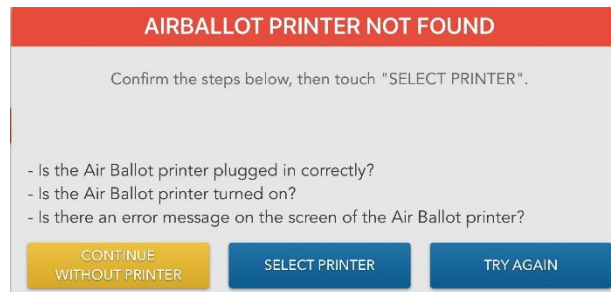 AIRBALLOT PRINTER NOT FOUND
Confirm the steps below, then touch "SELECT PRINTER".
- Is the Air Ballot printer plugged in correctly?
- Is the Air Ballot printer turned on?
- Is there an error message on the screen of the Air Ballot printer?
CONTINUE
WITHOUT PRINTER
SELECT PRINTER
TRY AGAIN